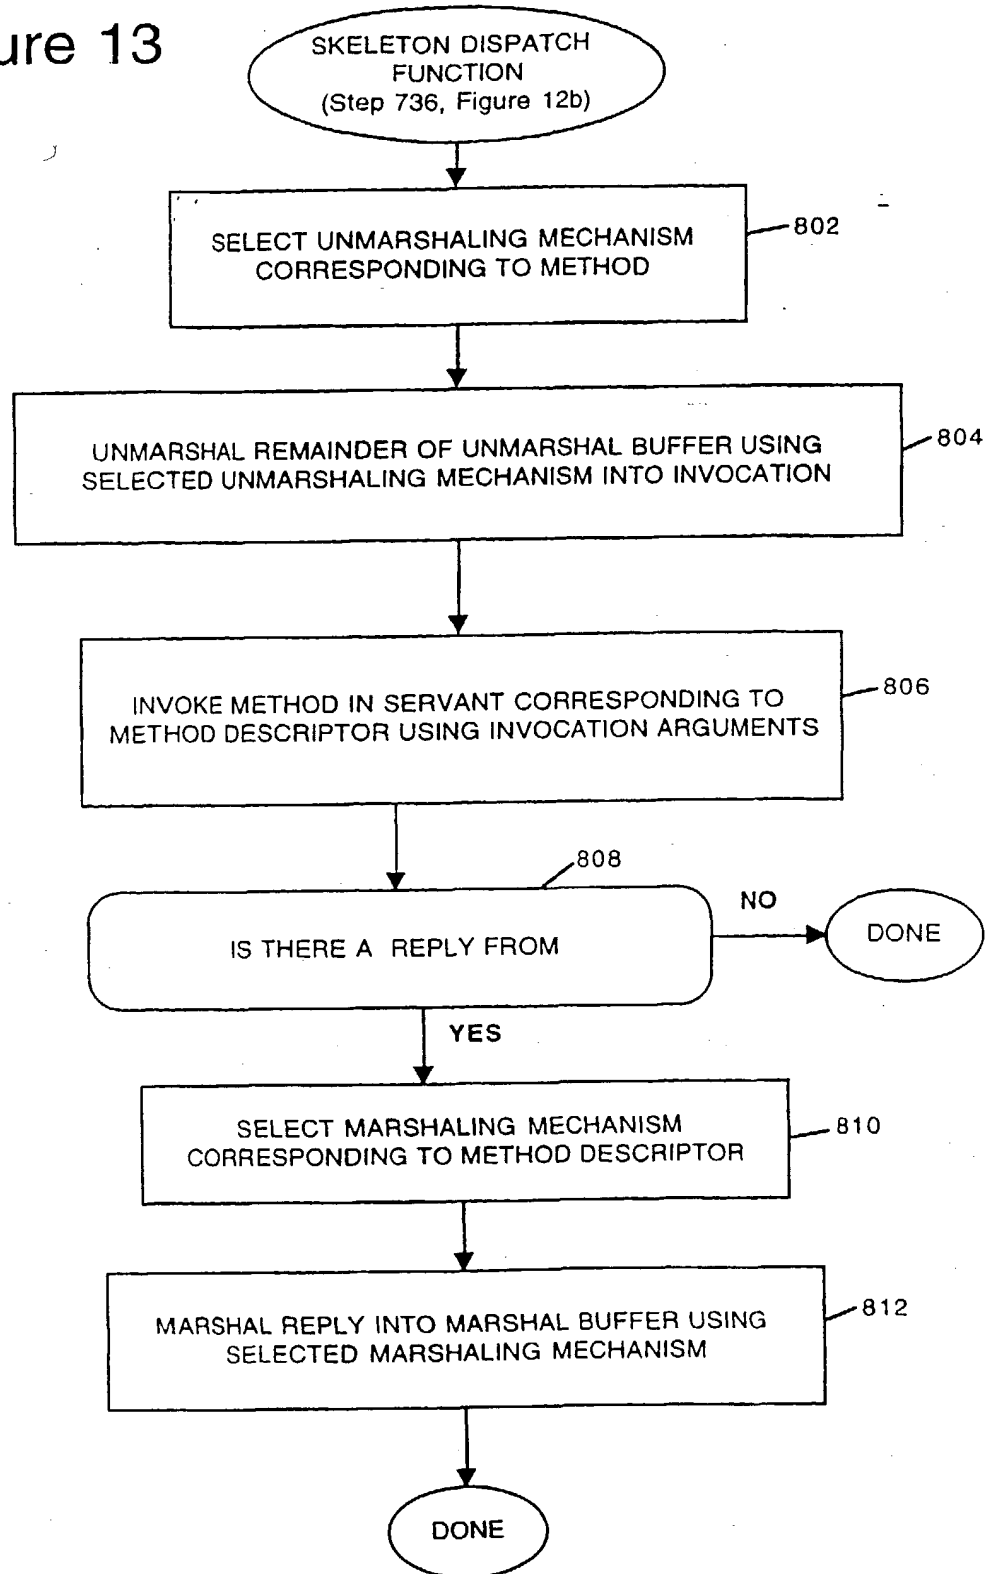 ure 13
SKELETON DISPATCH
FUNCTION
(Step 736, Figure 12b)
SELECT UNMARSHALING MECHANISM
CORRESPONDING TO METHOD
802
UNMARSHAL REMAINDER OF UNMARSHAL BUFFER USING
SELECTED UNMARSHALING MECHANISM INTO INVOCATION
804
INVOKE METHOD IN SERVANT CORRESPONDING TO
METHOD DESCRIPTOR USING INVOCATION ARGUMENTS
806
808
IS THERE A REPLY FROM
NO
DONE
YES
SELECT MARSHALING MECHANISM
CORRESPONDING TO METHOD DESCRIPTOR
810
MARSHAL REPLY INTO MARSHAL BUFFER USING
SELECTED MARSHALING MECHANISM
812
DONE